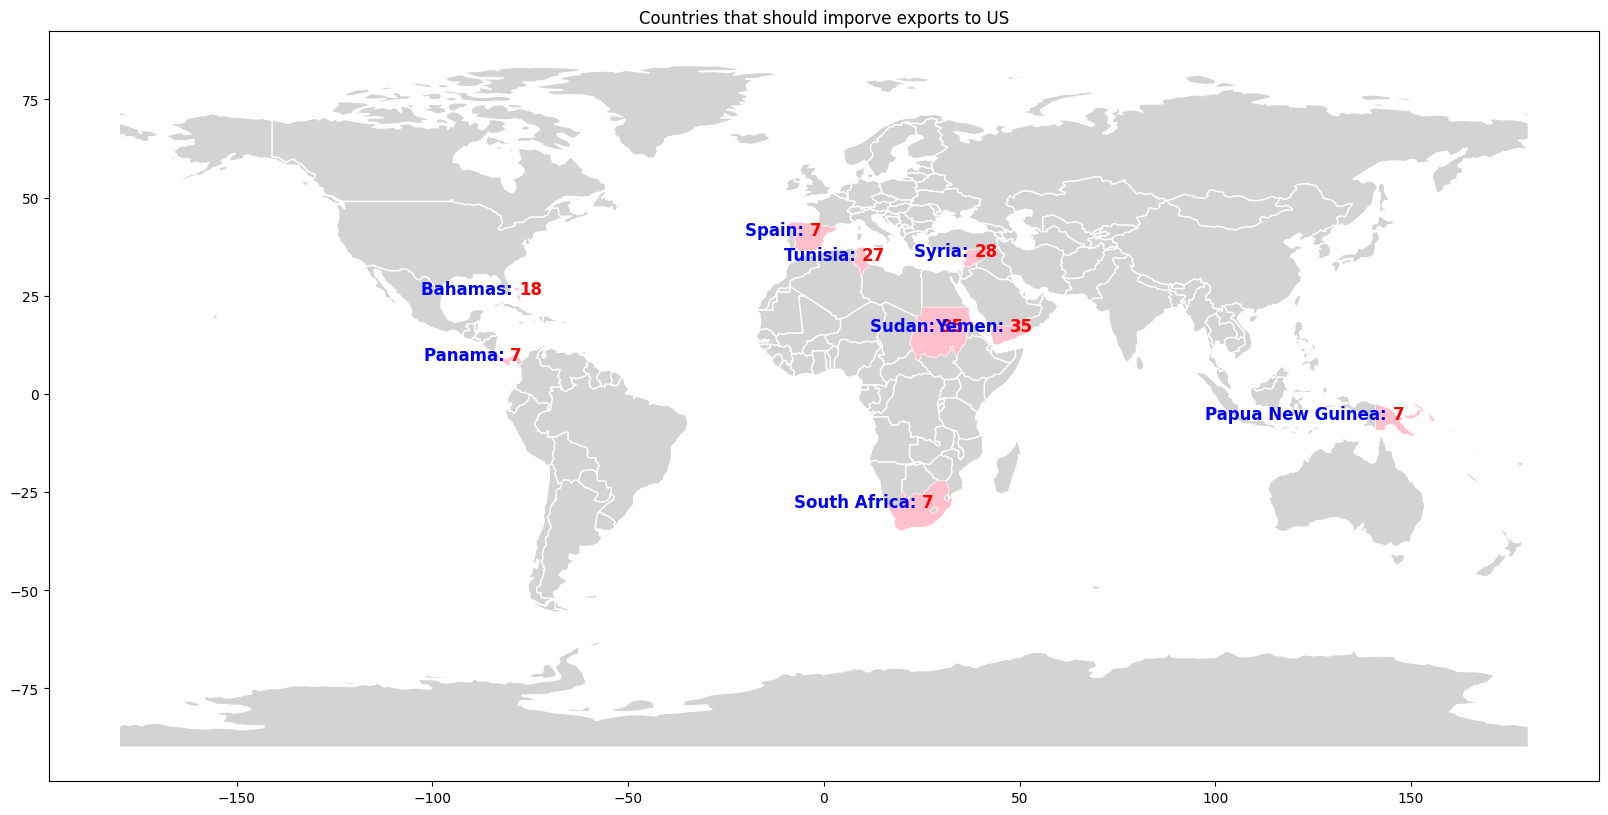 Countries that should imporve exports to US
75
50
25
0
−25
−50
−75
Spain: 7
Tunisia: 27
Syria: 28
Bahamas: 18
Sudan:
Yemen: 35
Panama: 7
Papua New Guinea: 7
South Africa: 7
−150
−100
−50
0
50
100
150